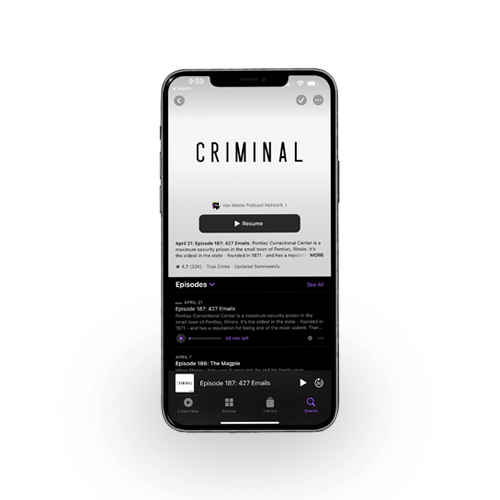 9:59
Search
CRIMINAL
Vox Media Podcast Network
Resume
April 21: Episode 187: 427 Emails: Pontiac Correctional Center is a
maximum security prison in the small town of Pontiac, Illinois. It's
the oldest in the state - founded in 1871 - and has a reputati MORE
4.7 (32K) · True Crime · Updated Semiweekly
Episodes
See All
APRIL 21
Episode 187: 427 Emails
Pontiac Correctional Center is a maximum security prison in the
small town of Pontiac, Illinois. It's the oldest in the state - founded in
1871 - and has a reputation for being one of the most violent. Ther...
48 min left
APRIL 7
Episode 186: The Magpie
CRIMINAL
Episode 187: 427 Emails
30
Listen Now
Browse
Library
Search